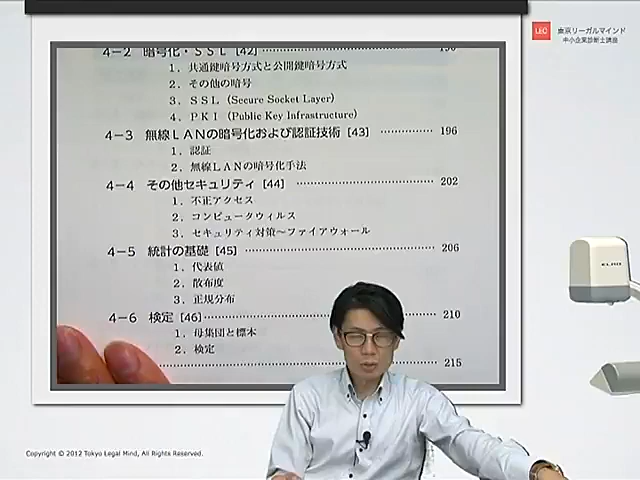 LEC 東京リーガルマインド
中小企業診断士講座
4-2 暗号化・SSL [42] 190
1. 共通鍵暗号方式と公開鍵暗号方式
2. その他の暗号
3. SSL (Secure Socket Layer)
4. PKI (Public Key Infrastructure)
4-3 無線LANの暗号化および認証技術 [43] 196
1. 認証
2. 無線LANの暗号化手法
4-4 その他セキュリティ [44] 202
1. 不正アクセス
2. コンピュータウィルス
3. セキュリティ対策~ファイアウォール
4-5 統計の基礎 [45] 206
1. 代表値
2. 散布度
3. 正規分布
4-6 検定 [46] 210
1. 母集団と標本
2. 検定
215
ELMO
Copyright © 2012 Tokyo Legal Mind, All Rights Reserved.